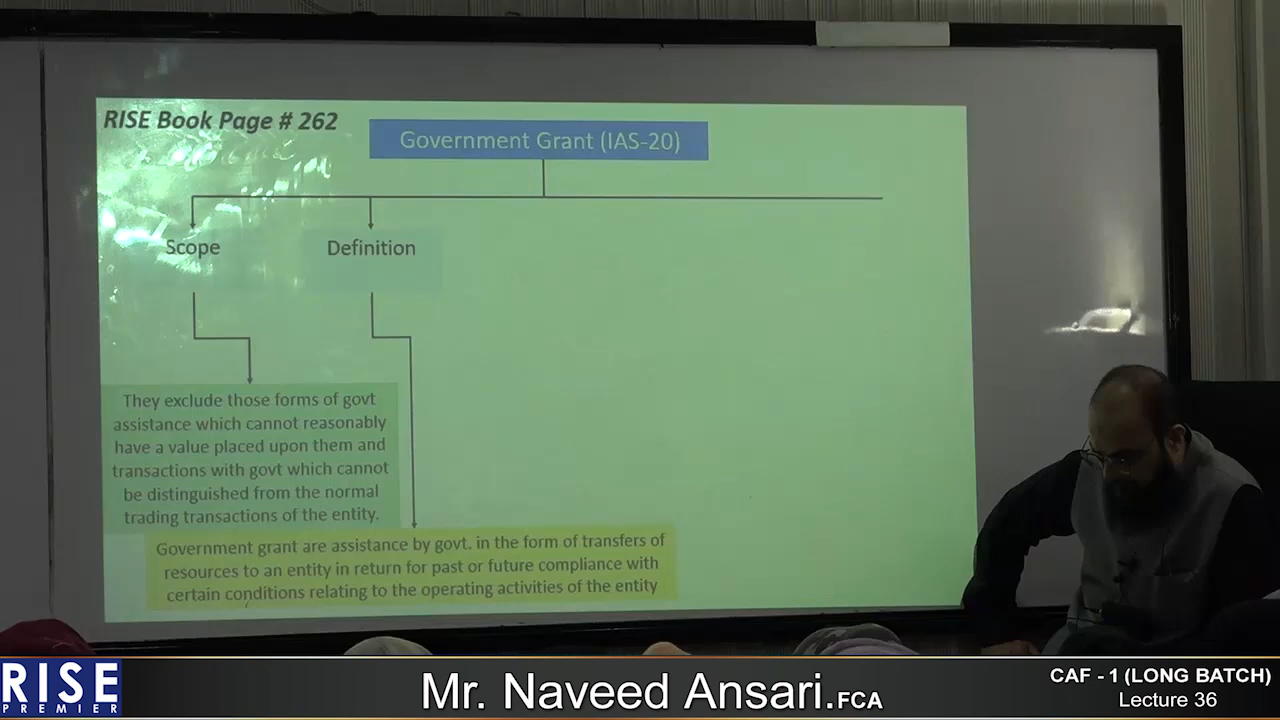 RISE Book Page # 262
Government Grant (IAS-20)
Scope
Definition
They exclude those forms of govt
assistance which cannot reasonably
have a value placed upon them and
transactions with govt which cannot
be distinguished from the normal
trading transactions of the entity.
Government grant are assistance by govt. in the form of transfers of
resources to an entity in return for past or future compliance with
certain conditions relating to the operating activities of the entity
RISE
PREMIER
Mr. Naveed Ansari.FCA
CAF - 1 (LONG BATCH)
Lecture 36